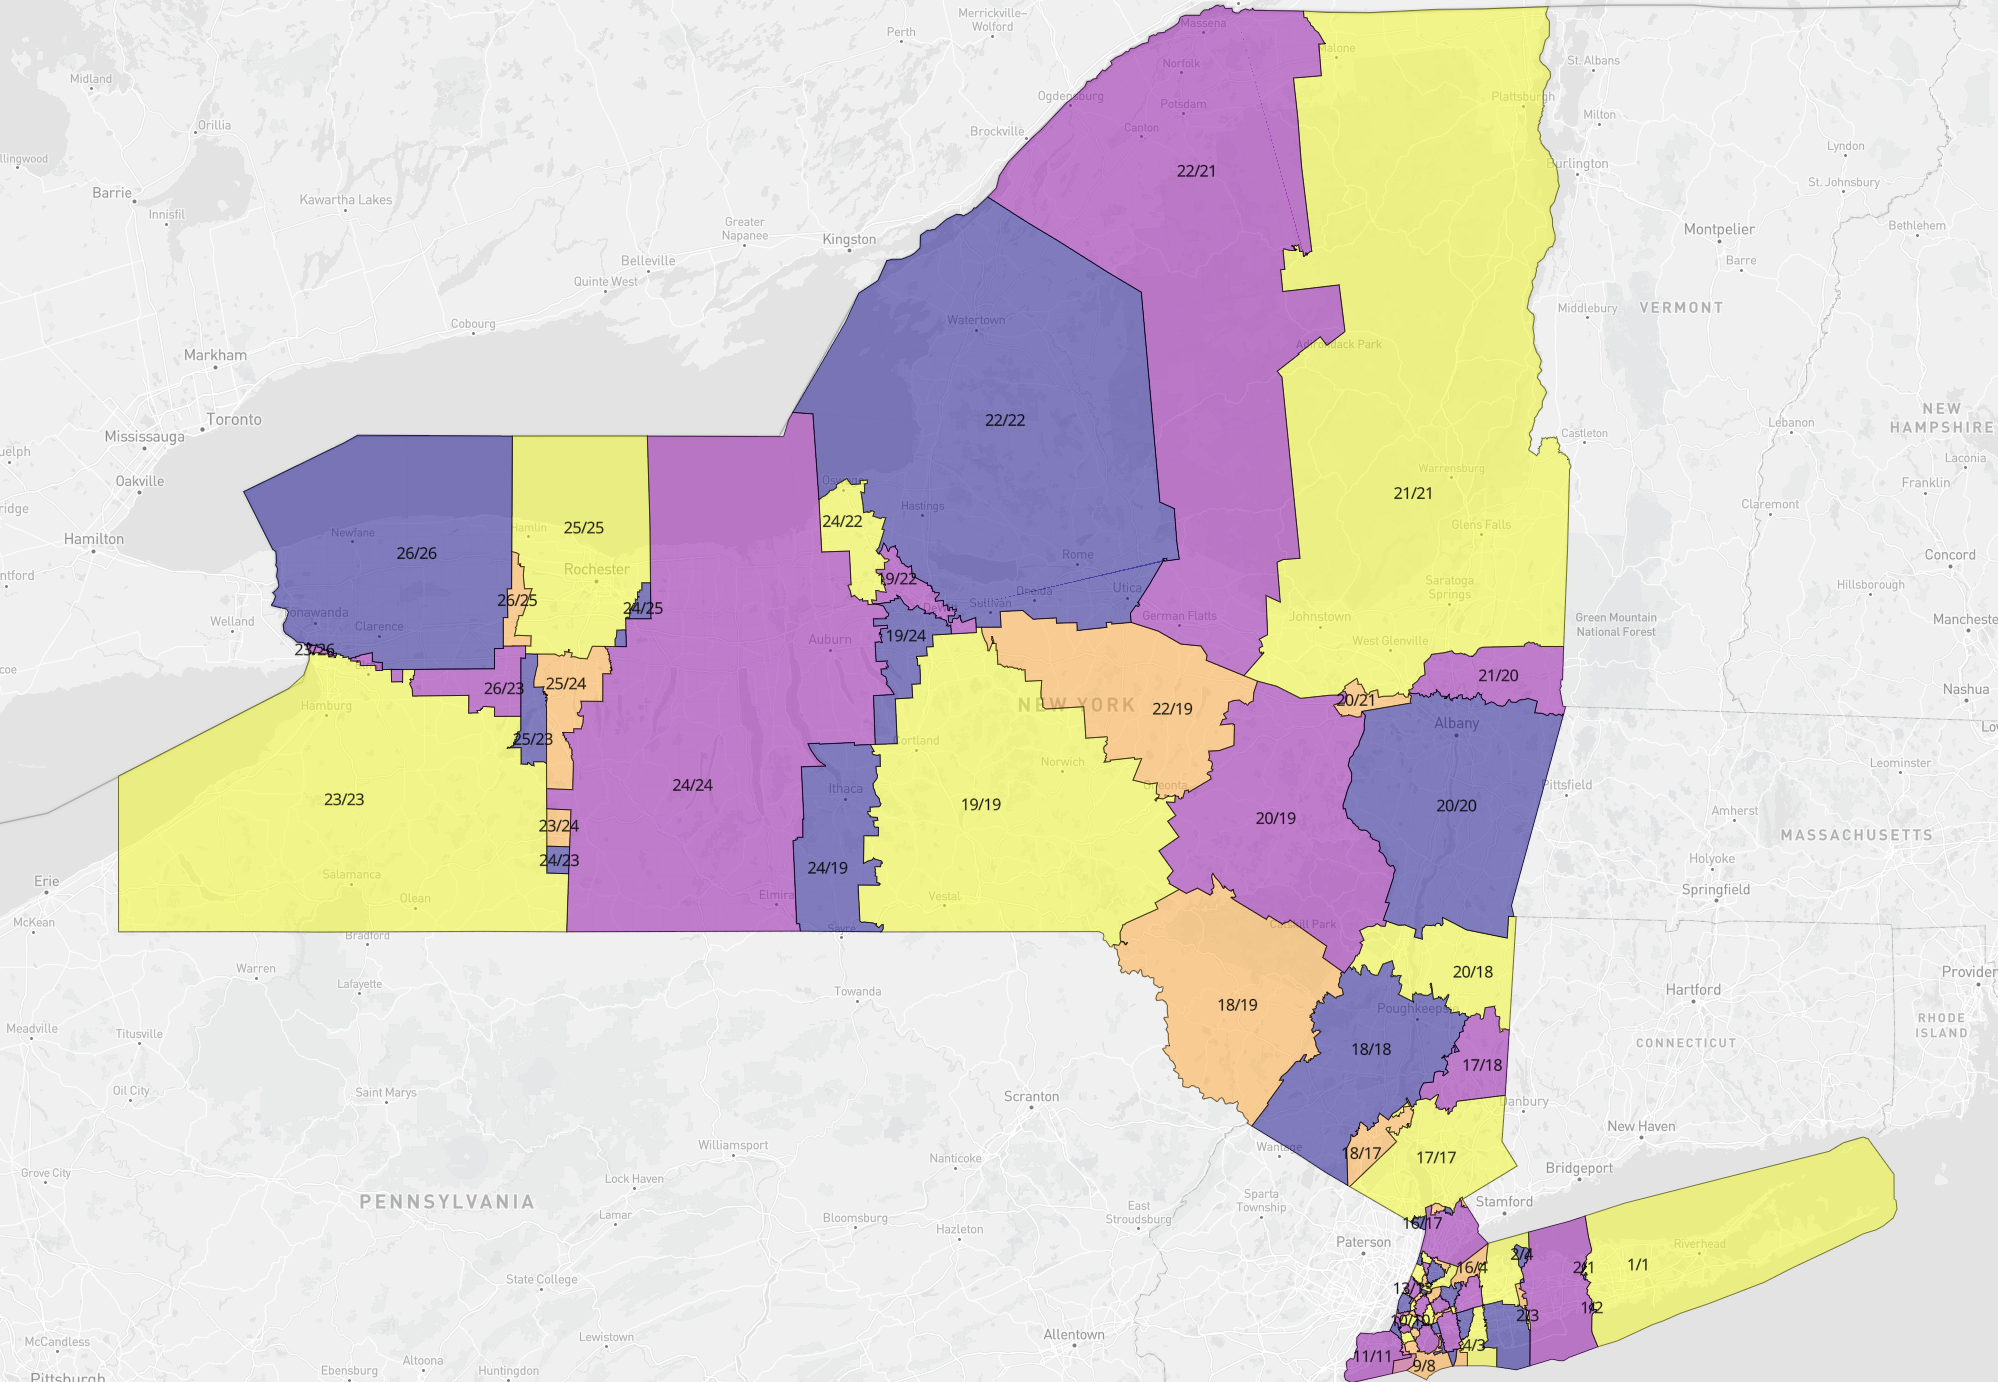 Merrickville–
Wolford
Perth
Massena
Malone
St. Albans
Midland
Norfolk
Ogdensburg
Potsdam
Plattsburgh
Milton
Orillia
Brockville
Canton
Lyndon
llingwood
Burlington
22/21
Barrie
Kawartha Lakes
St. Johnsbury
Innisfil
Greater
Napanee
Kingston
Montpelier
Bethlehem
Belleville
Barre
Quinte West
Middlebury
VERMONT
Cobourg
Watertown
Adirondack Park
Markham
Toronto
22/22
NEW
HAMPSHIRE
Mississauga
Lebanon
Castleton
uelph
Warrensburg
Laconia
Oakville
Oswego
21/21
Franklin
ridge
Hastings
Claremont
24/22
Glens Falls
Hamlin
25/25
Newfane
Hamilton
26/26
Rome
Concord
Rochester
19/22
ntford
Saratoga
Springs
Hillsborough
Oneida
Utica
26/25
24/25
Sullivan
DeWitt
Tonawanda
German Flatts
Johnstown
Green Mountain
National Forest
Manchester
Welland
Clarence
Auburn
19/24
West Glenville
23/26
coe
21/20
26/23
25/24
Nashua
20/21
Hamburg
NEW YORK
22/19
Albany
25/23
Cortland
Norwich
Leominster
24/24
Oneonta
Pittsfield
Ithaca
23/23
19/19
20/20
Amherst
20/19
23/24
MASSACHUSETTS
24/23
Holyoke
24/19
Salamanca
Erie
Springfield
Olean
Elmira
Vestal
McKean
Catskill Park
Sayre
Bradford
Warren
20/18
Providen
Lafayette
Towanda
Hartford
18/19
Poughkeepsie
RHODE
ISLAND
Meadville
Titusville
18/18
CONNECTICUT
17/18
Oil City
Saint Marys
Scranton
Danbury
New Haven
Williamsport
Wantage
18/17
17/17
Nanticoke
Grove City
Bridgeport
Lock Haven
PENNSYLVANIA
Sparta
Township
Stamford
Lamar
East
Stroudsburg
Bloomsburg
16/17
Hazleton
Paterson
Riverhead
2/4
16/4
2/1
1/1
State College
1/2
2/3
Lewistown
Allentown
McCandless
4/3
11/11
9/8
Altoona
Ebensburg
Huntingdon
Pittsburgh